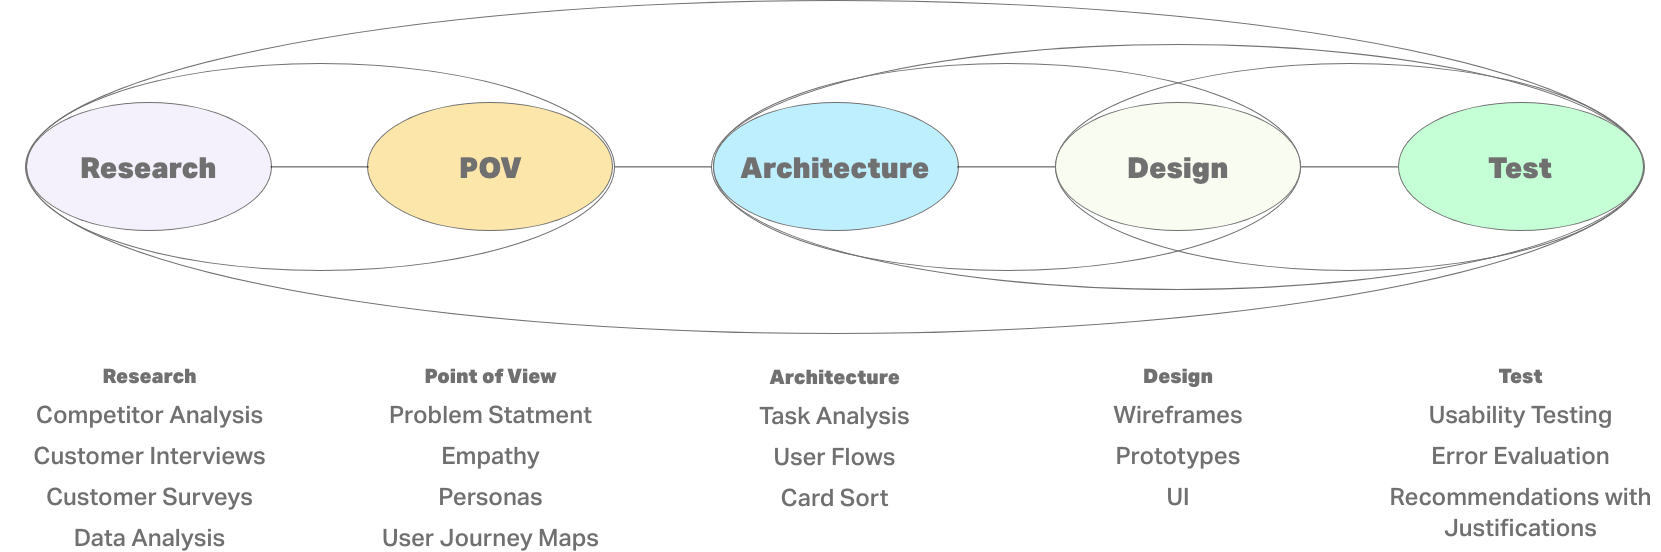 Research
POV
Architecture
Design
Test
Research
Competitor Analysis
Customer Interviews
Customer Surveys
Data Analysis
Point of View
Problem Statment
Empathy
Personas
User Journey Maps
Architecture
Task Analysis
User Flows
Card Sort
Design
Wireframes
Prototypes
UI
Test
Usability Testing
Error Evaluation
Recommendations with
Justifications